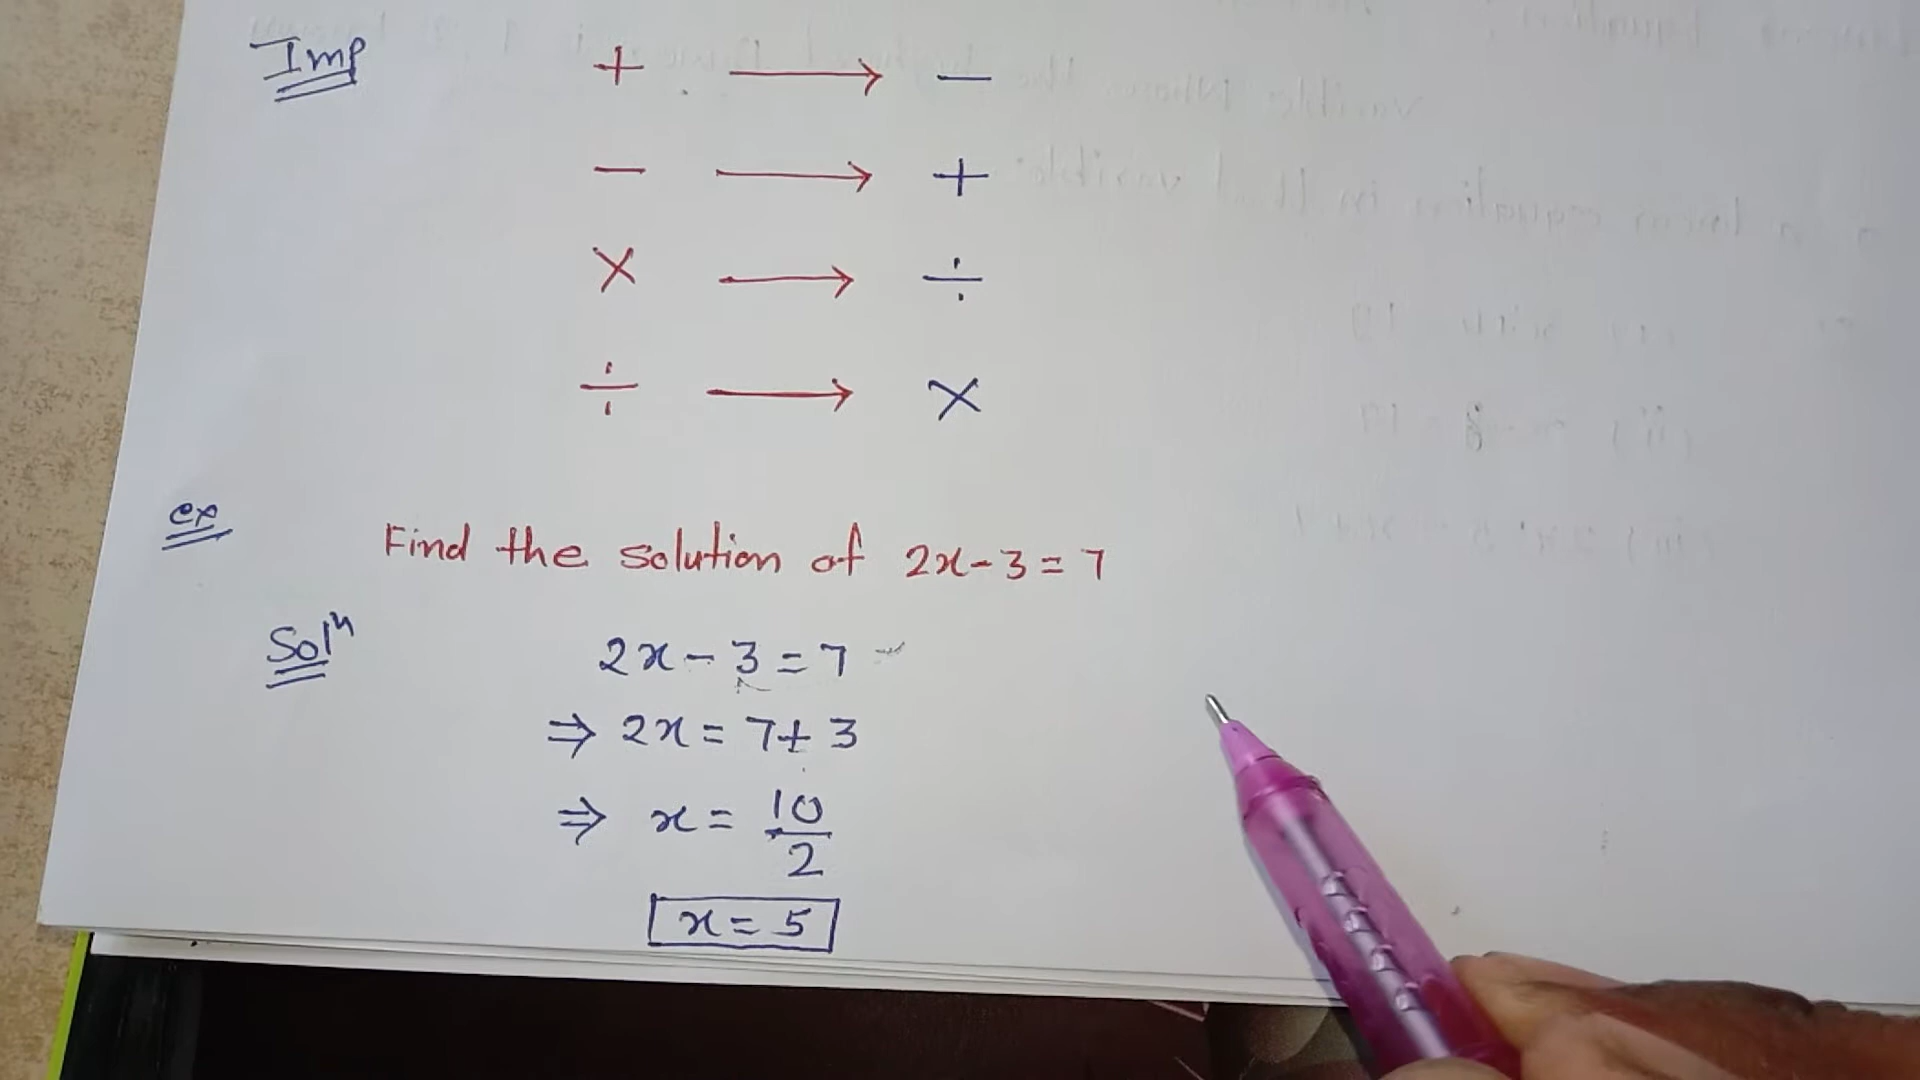 Imp
+ → −
− → +
× → ÷
÷ → ×
ex
Find the solution of 2x-3=7
Solⁿ
2x-3=7
⇒ 2x=7+3
⇒ x=10/2
x=5